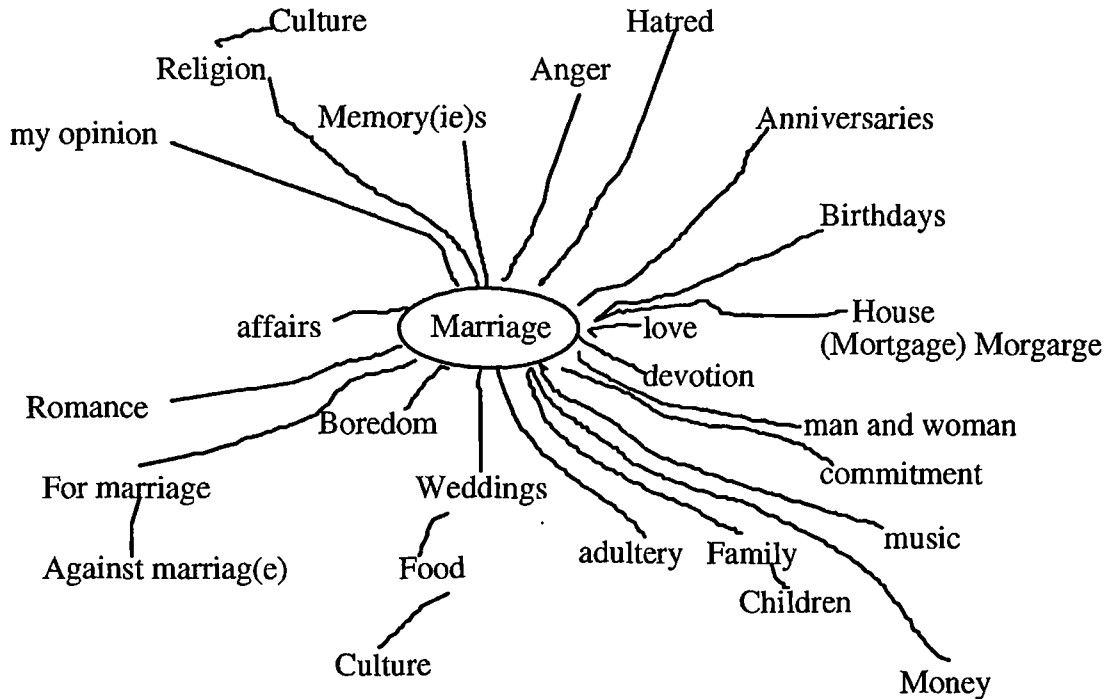 Culture
Hatred
Religion
Anger
Memory(ie)s
Anniversaries
my opinion
Birthdays
affairs
Marriage
love
House
(Mortgage) Morgarge
devotion
Romance
Boredom
man and woman
commitment
For marriage
Weddings
music
Against marriag(e)
Food
adultery
Family
Children
Culture
Money